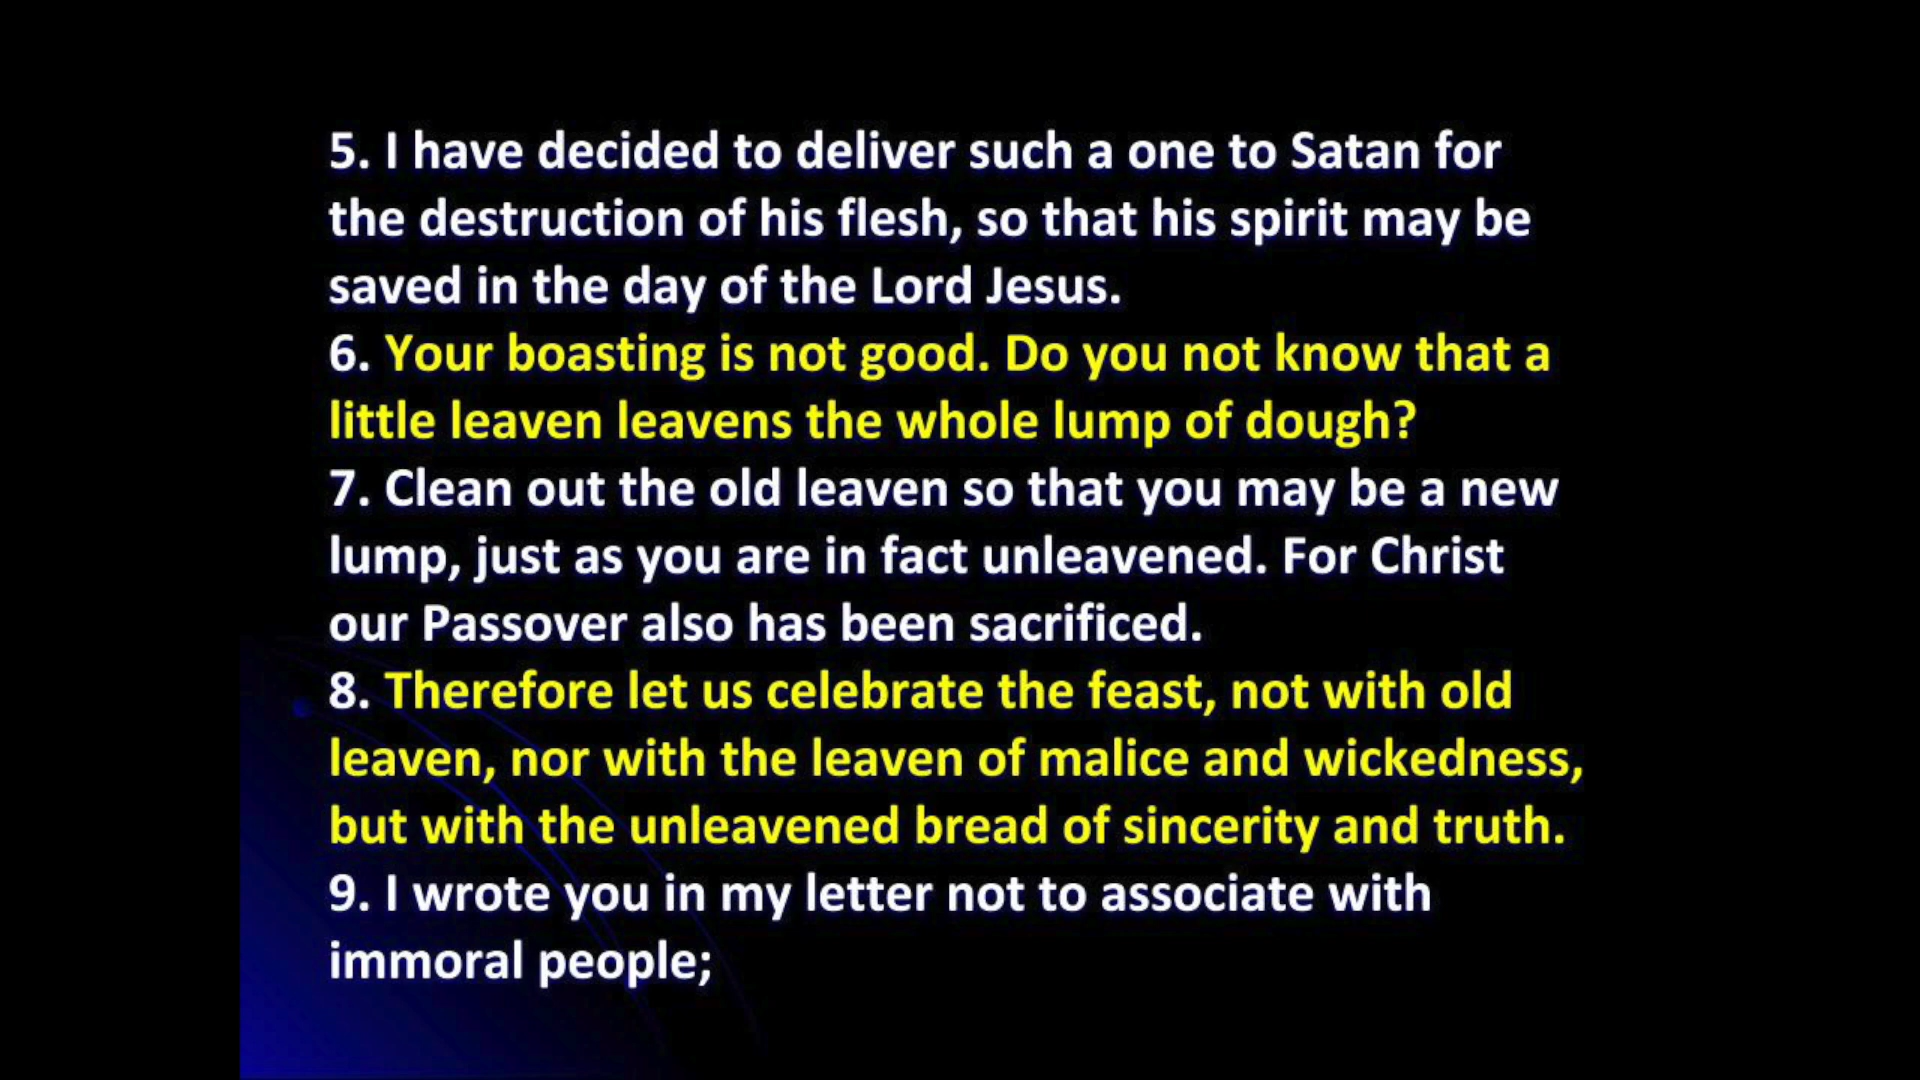 5. I have decided to deliver such a one to Satan for
the destruction of his flesh, so that his spirit may be
saved in the day of the Lord Jesus.
6. Your boasting is not good. Do you not know that a
little leaven leavens the whole lump of dough?
7. Clean out the old leaven so that you may be a new
lump, just as you are in fact unleavened. For Christ
our Passover also has been sacrificed.
8. Therefore let us celebrate the feast, not with old
leaven, nor with the leaven of malice and wickedness,
but with the unleavened bread of sincerity and truth.
9. I wrote you in my letter not to associate with
immoral people;